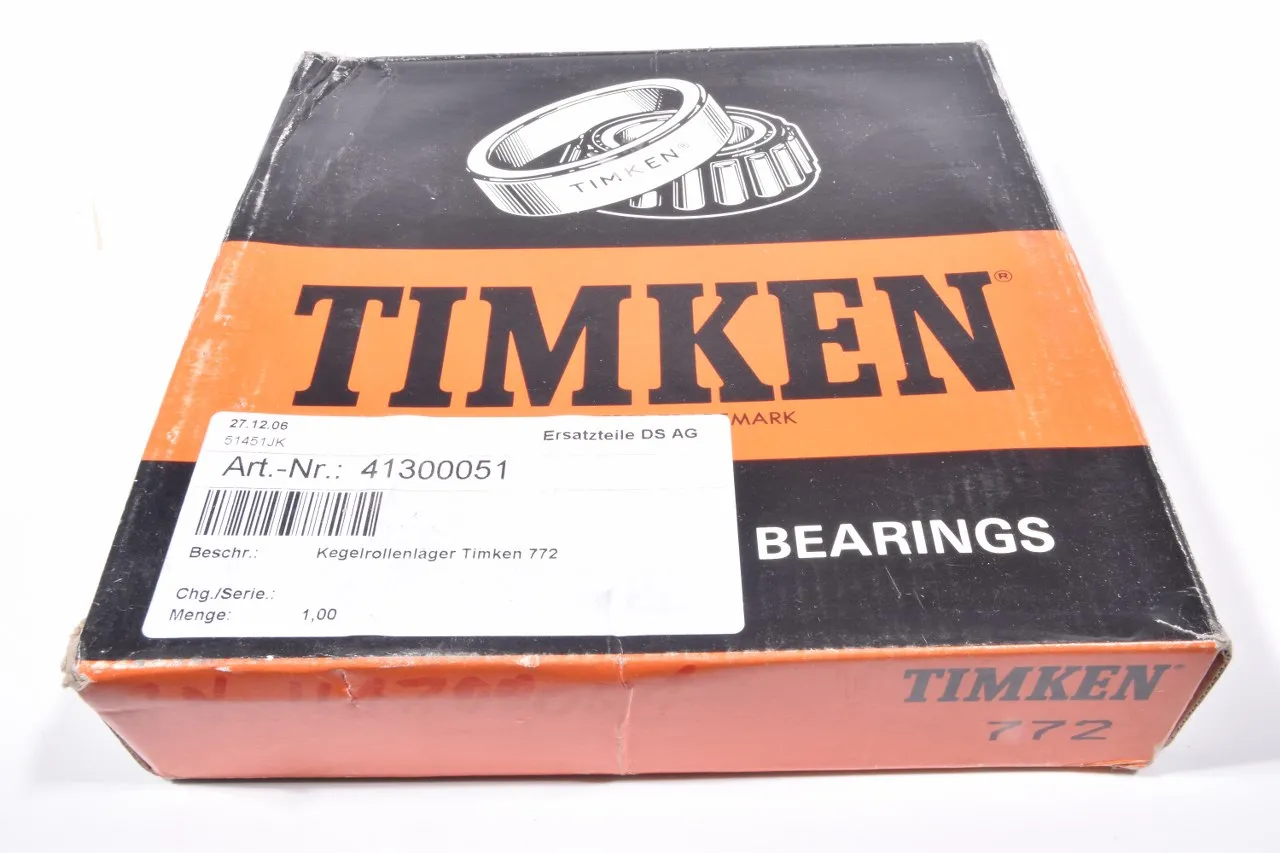 TIMKEN®
TIMKEN®
MARK
27.12.06
Ersatzteile DS AG
51451JK
Art.-Nr.: 41300051
BEARINGS
Beschr.: Kegelrollenlager Timken 772
Chg./Serie.:
Menge: 1,00
TIMKEN
772